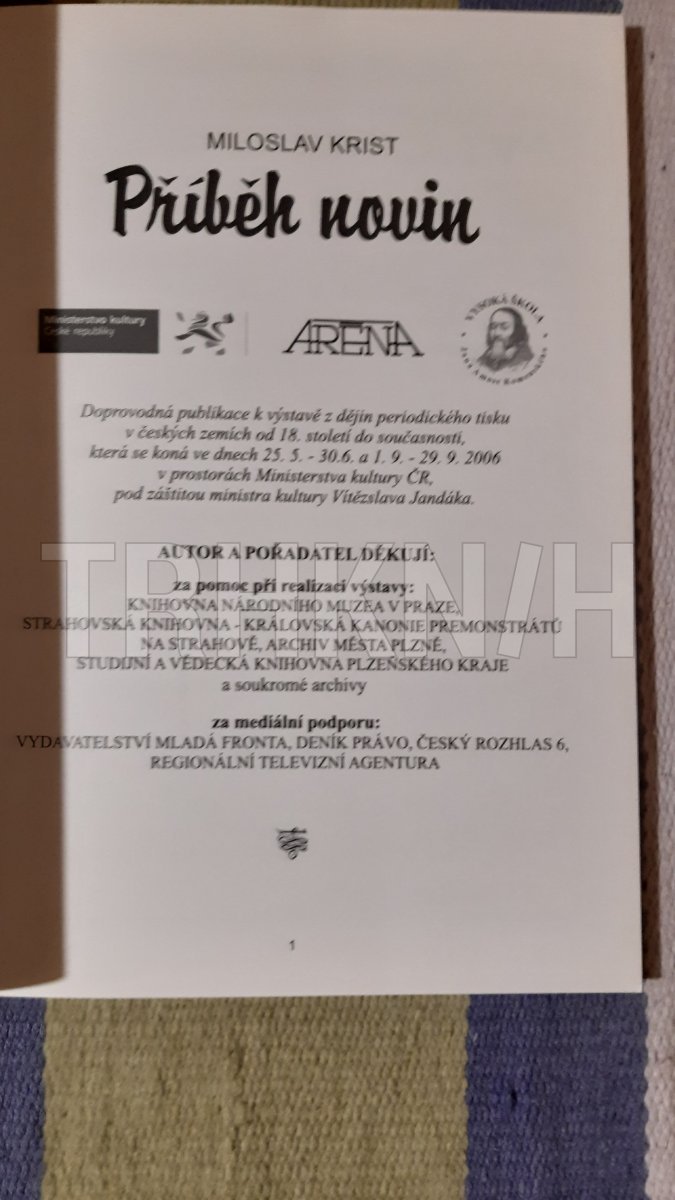 MILOSLAV KRIST
Příběh novin
Ministerstvo kultury
České republiky
ARENA
VYSOKÁ ŠKOLA
Jana Amose Komenského
Doprovodná publikace k výstavě z dějin periodického tisku
v českých zemích od 18. století do současnosti,
která se koná ve dnech 25. 5. - 30.6. a 1. 9. - 29. 9. 2006
v prostorách Ministerstva kultury ČR,
pod záštitou ministra kultury Vítězslava Jandáka.
AUTOR A POŘADATEL DĚKUJÍ:
za pomoc při realizaci výstavy:
KNIHOVNA NÁRODNÍHO MUZEA V PRAZE,
STRAHOVSKÁ KNIHOVNA - KRÁLOVSKÁ KANONIE PREMONSTRÁTŮ
NA STRAHOVĚ, ARCHIV MĚSTA PLZNĚ,
STUDIJNÍ A VĚDECKÁ KNIHOVNA PLZEŇSKÉHO KRAJE
a soukromé archivy
za mediální podporu:
VYDAVATELSTVÍ MLADÁ FRONTA, DENÍK PRÁVO, ČESKÝ ROZHLAS 6,
REGIONÁLNÍ TELEVIZNÍ AGENTURA
1